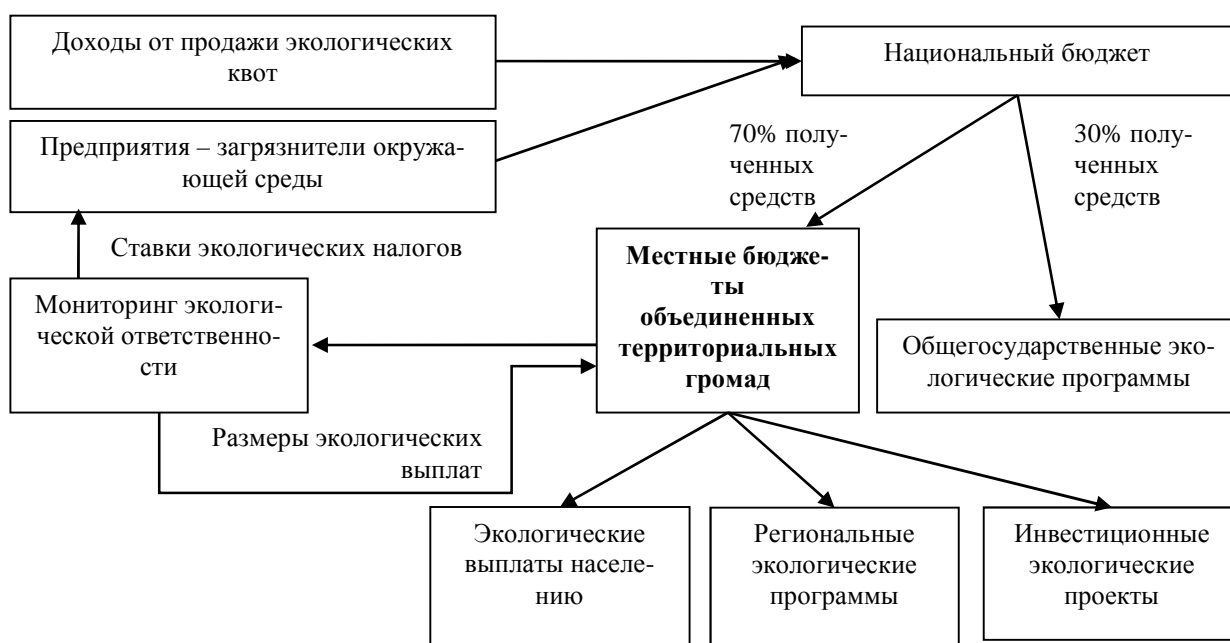 Доходы от продажи экологических
квот
Национальный бюджет
Предприятия – загрязнители окружа-
ющей среды
70% полу-
ченных
средств
30% полу-
ченных
средств
Ставки экологических налогов
Мониторинг экологи-
ческой ответственно-
сти
Местные бюдже-
ты
объединенных
территориальных
громад
Общегосударственные эко-
логические программы
Размеры экологических
выплат
Экологические
выплаты населе-
нию
Региональные
экологические
программы
Инвестиционные
экологические
проекты